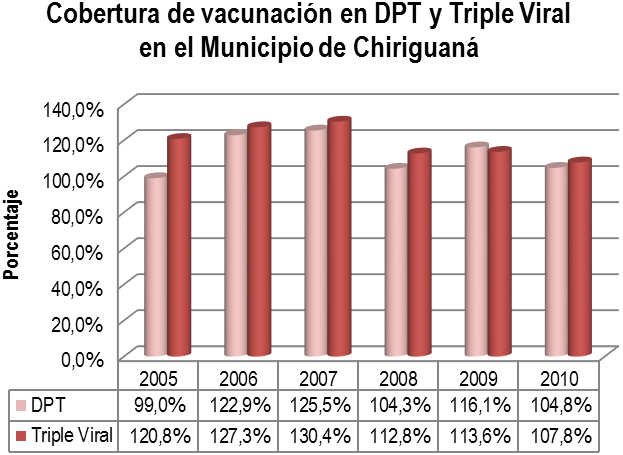 Cobertura de vacunación en DPT y Triple Viral
en el Municipio de Chiriguaná
Porcentaje
140,0%
120,0%
100,0%
80,0%
60,0%
40,0%
20,0%
0,0%
2005 2006 2007 2008 2009 2010
DPT 99,0% 122,9% 125,5% 104,3% 116,1% 104,8%
Triple Viral 120,8% 127,3% 130,4% 112,8% 113,6% 107,8%